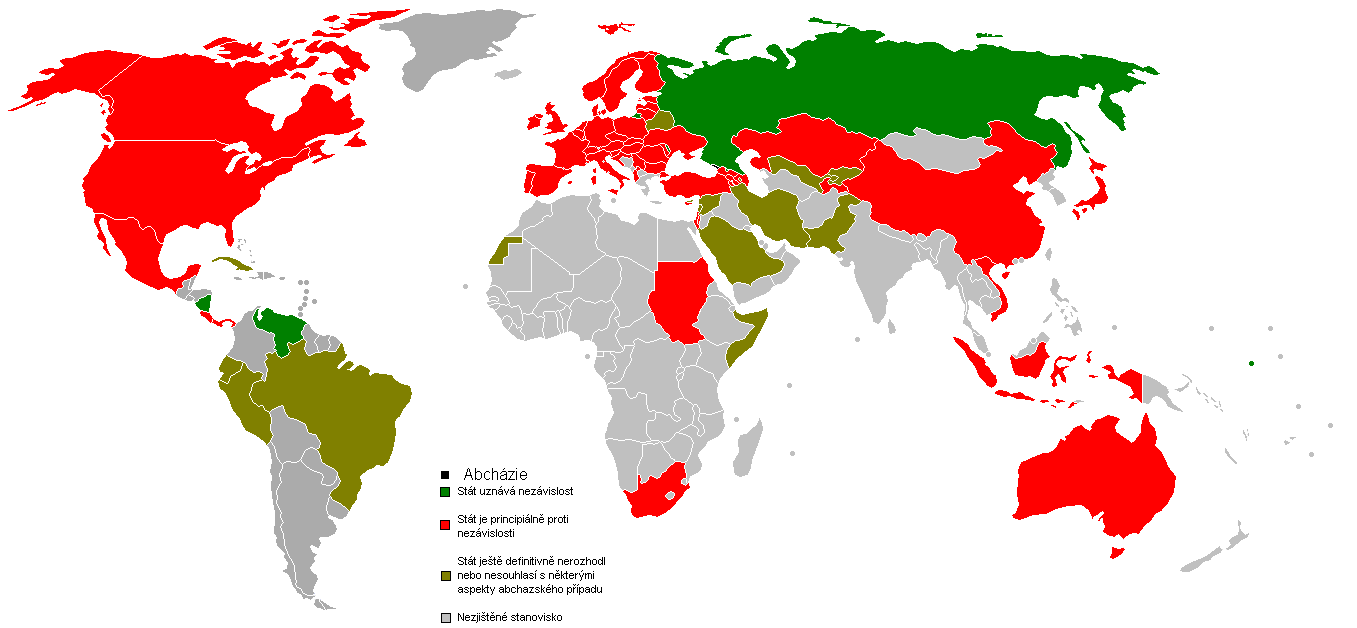 Abcházie
Stát uznává nezávislost
Stát je principiálně proti
nezávislosti
Stát ještě definitivně nerozhodl
nebo nesouhlasí s některými
aspekty abchazského případu
Nezjištěné stanovisko